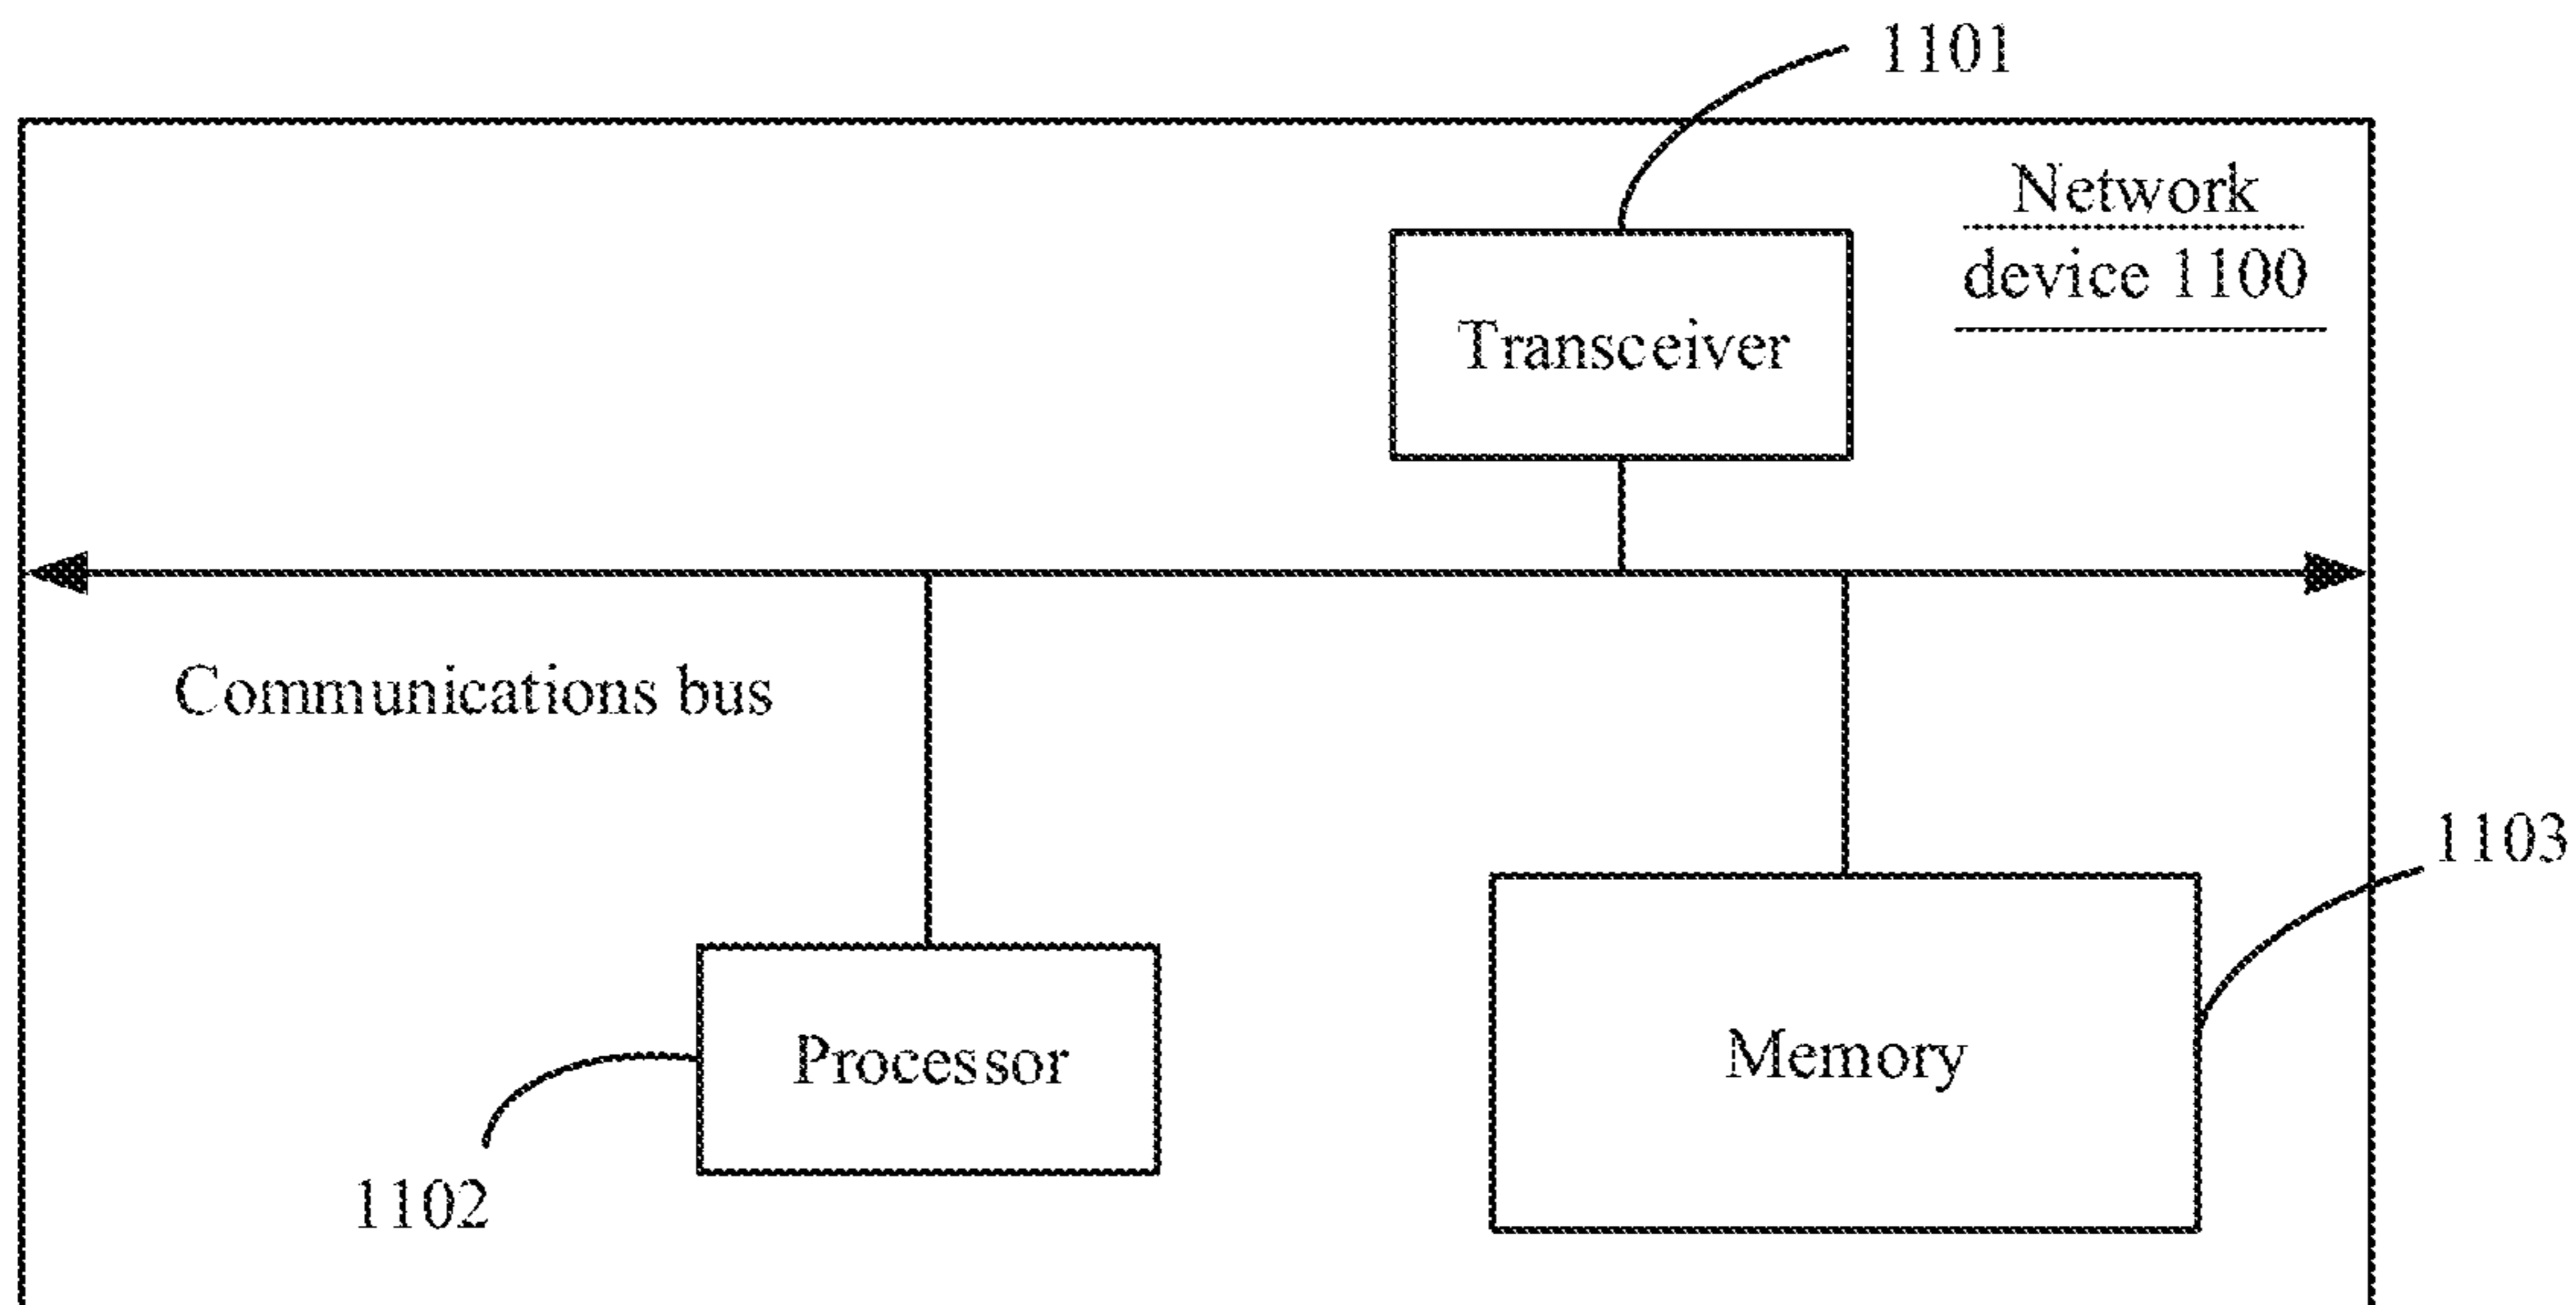 1101
Network
device 1100
Transceiver
Communications bus
1103
Processor
Memory
1102